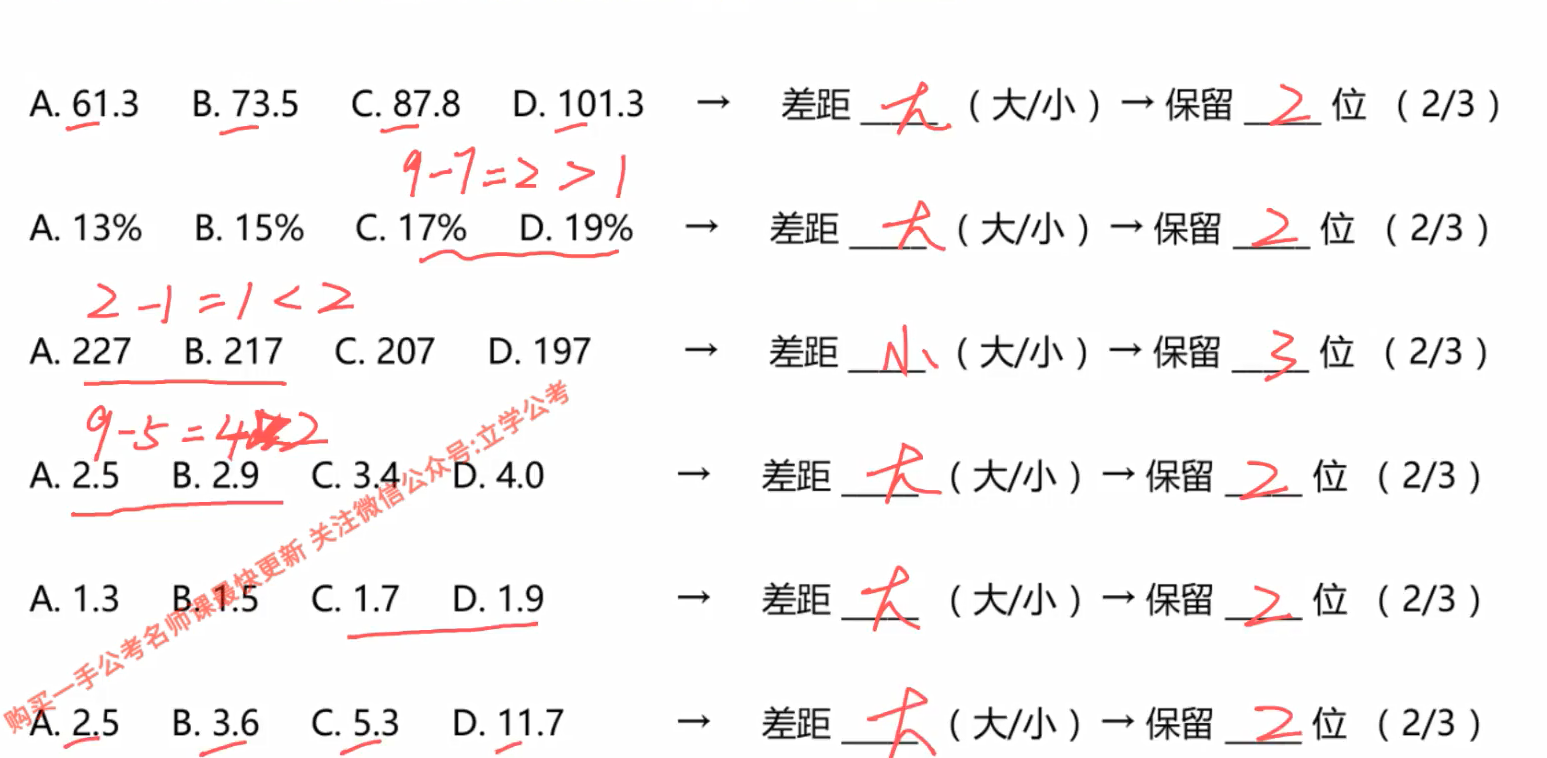 A. 61.3 B. 73.5 C. 87.8 D. 101.3 → 差距 大 （大/小）→ 保留 2 位 （2/3）
9-7=2>1
A. 13% B. 15% C. 17% D. 19% → 差距 大 （大/小）→ 保留 2 位 （2/3）
2-1=1<2
A. 227 B. 217 C. 207 D. 197 → 差距 小 （大/小）→ 保留 3 位 （2/3）
9-5=4 2
A. 2.5 B. 2.9 C. 3.4 D. 4.0 → 差距 大 （大/小）→ 保留 2 位 （2/3）
A. 1.3 B. 1.5 C. 1.7 D. 1.9 → 差距 大 （大/小）→ 保留 2 位 （2/3）
A. 2.5 B. 3.6 C. 5.3 D. 11.7 → 差距 大 （大/小）→ 保留 2 位 （2/3）
购买一手公考名师课最快更新 关注微信公众号:立学公考